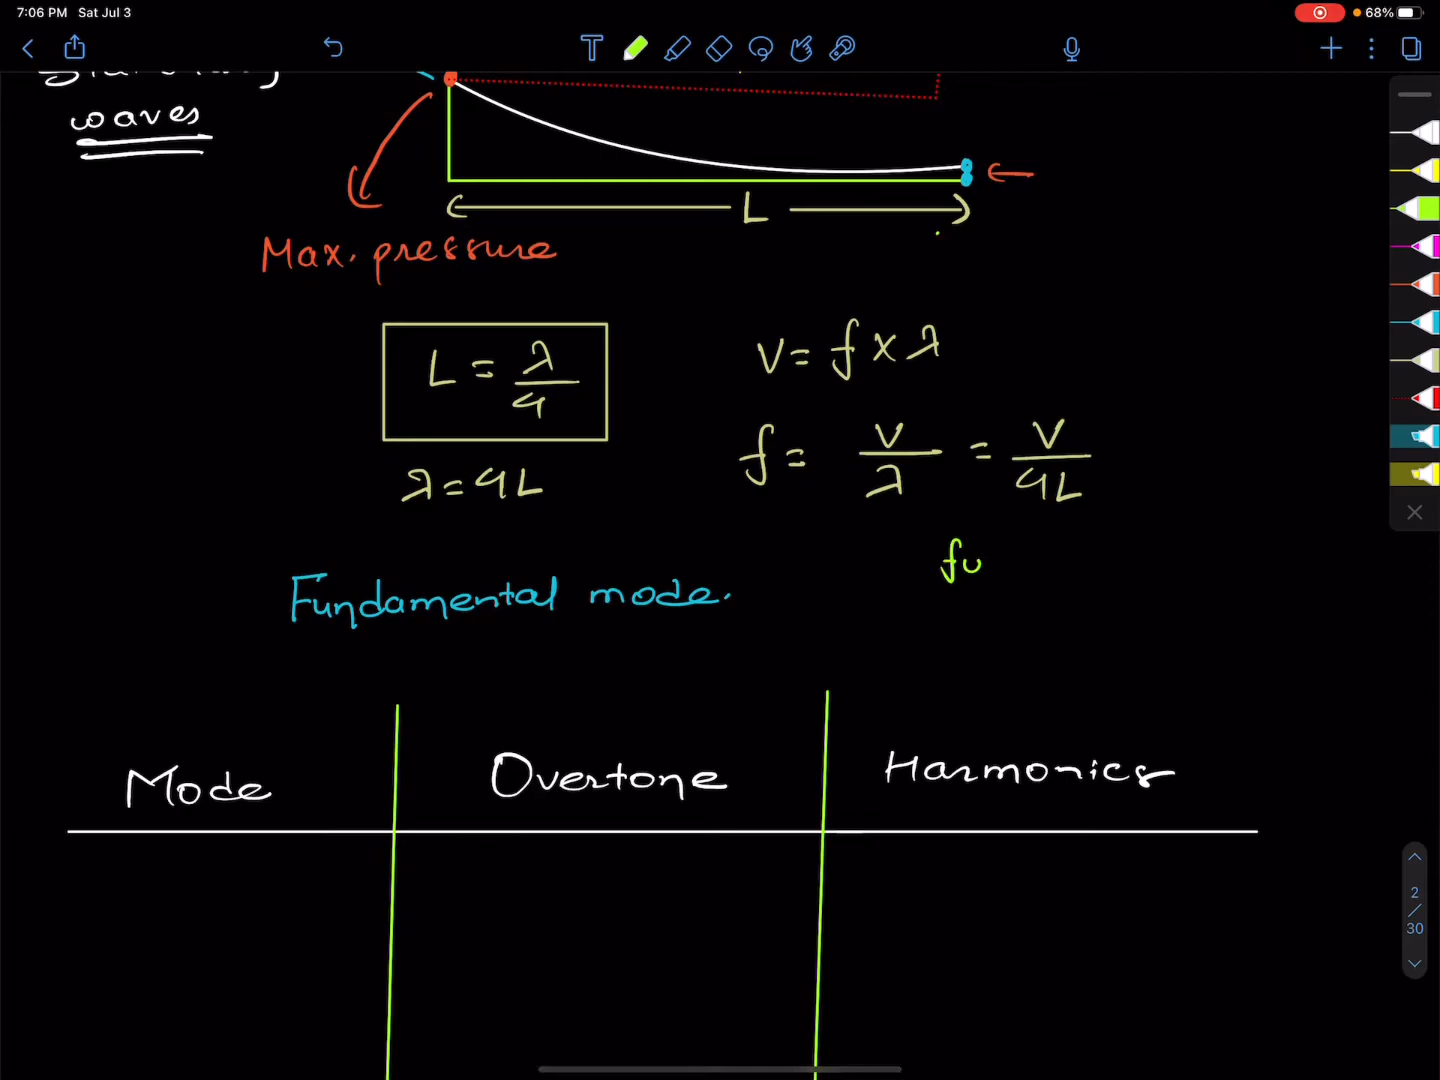 7:06 PM Sat Jul 3
68%
waves
L
Max. pressure
L = λ/4
V = f x λ
f = V/λ = V/4L
λ = 4L
fu
Fundamental mode.
Mode Overtone Harmonics
2
/
30